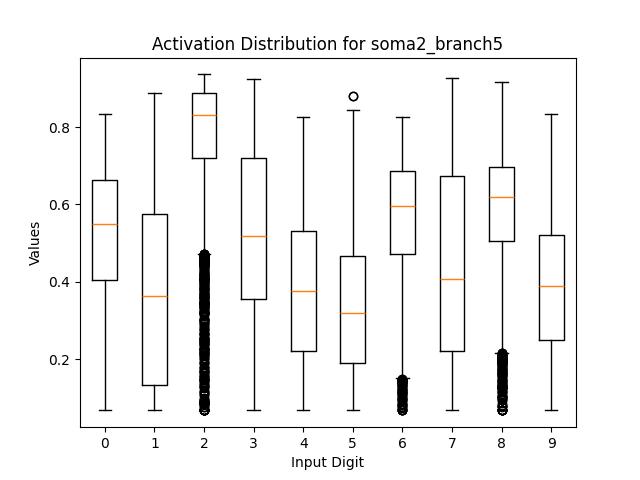 Activation Distribution for soma2_branch5
Values
0.8
0.6
0.4
0.2
0 1 2 3 4 5 6 7 8 9
Input Digit